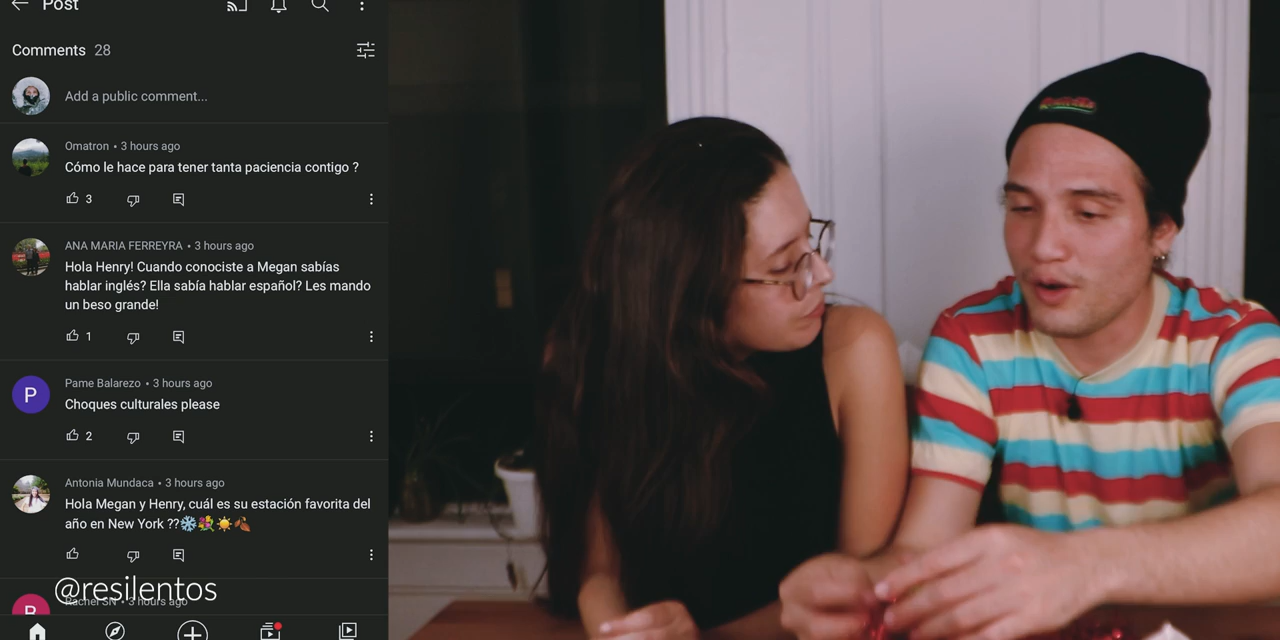 Post
Comments 28
Add a public comment...
Omatron • 3 hours ago
Cómo le hace para tener tanta paciencia contigo ?
3
ANA MARIA FERREYRA • 3 hours ago
Hola Henry! Cuando conociste a Megan sabías
hablar inglés? Ella sabía hablar español? Les mando
un beso grande!
1
P
Pame Balarezo • 3 hours ago
Choques culturales please
2
Antonia Mundaca • 3 hours ago
Hola Megan y Henry, cuál es su estación favorita del
año en New York ??❄️💐☀️🍂
@resilentos
R
Rachel SN • 3 hours ago